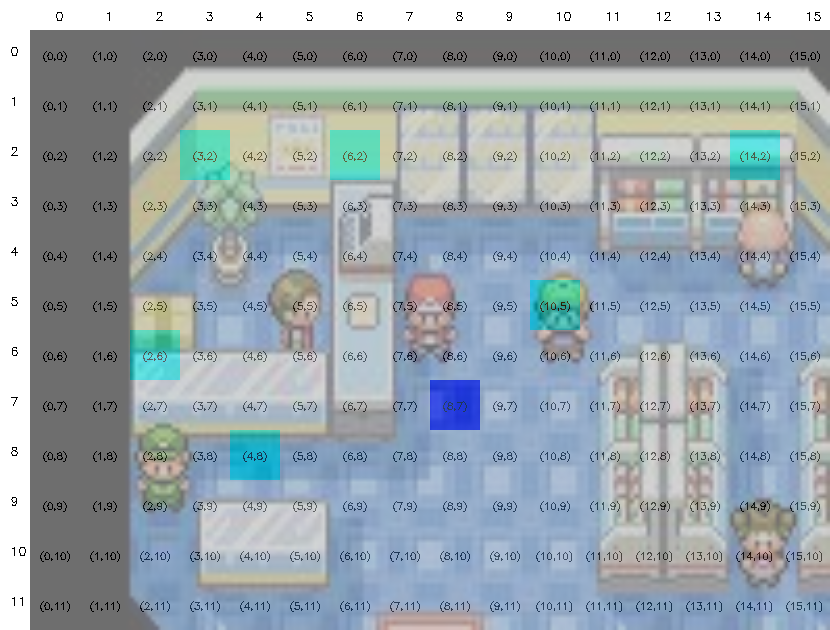 0 1 2 3 4 5 6 7 8 9 10 11 12 13 14 15
0 (0,0) (1,0) (2,0) (3,0) (4,0) (5,0) (6,0) (7,0) (8,0) (9,0) (10,0) (11,0) (12,0) (13,0) (14,0) (15,0)
1 (0,1) (1,1) (2,1) (3,1) (4,1) (5,1) (6,1) (7,1) (8,1) (9,1) (10,1) (11,1) (12,1) (13,1) (14,1) (15,1)
2 (0,2) (1,2) (2,2) (3,2) (4,2) (5,2) (6,2) (7,2) (8,2) (9,2) (10,2) (11,2) (12,2) (13,2) (14,2) (15,2)
3 (0,3) (1,3) (2,3) (3,3) (4,3) (5,3) (6,3) (7,3) (8,3) (9,3) (10,3) (11,3) (12,3) (13,3) (14,3) (15,3)
4 (0,4) (1,4) (2,4) (3,4) (4,4) (5,4) (6,4) (7,4) (8,4) (9,4) (10,4) (11,4) (12,4) (13,4) (14,4) (15,4)
5 (0,5) (1,5) (2,5) (3,5) (4,5) (5,5) (6,5) (7,5) (8,5) (9,5) (10,5) (11,5) (12,5) (13,5) (14,5) (15,5)
6 (0,6) (1,6) (2,6) (3,6) (4,6) (5,6) (6,6) (7,6) (8,6) (9,6) (10,6) (11,6) (12,6) (13,6) (14,6) (15,6)
7 (0,7) (1,7) (2,7) (3,7) (4,7) (5,7) (6,7) (7,7) (8,7) (9,7) (10,7) (11,7) (12,7) (13,7) (14,7) (15,7)
8 (0,8) (1,8) (2,8) (3,8) (4,8) (5,8) (6,8) (7,8) (8,8) (9,8) (10,8) (11,8) (12,8) (13,8) (14,8) (15,8)
9 (0,9) (1,9) (2,9) (3,9) (4,9) (5,9) (6,9) (7,9) (8,9) (9,9) (10,9) (11,9) (12,9) (13,9) (14,9) (15,9)
10 (0,10) (1,10) (2,10) (3,10) (4,10) (5,10) (6,10) (7,10) (8,10) (9,10) (10,10) (11,10) (12,10) (13,10) (14,10) (15,10)
11 (0,11) (1,11) (2,11) (3,11) (4,11) (5,11) (6,11) (7,11) (8,11) (9,11) (10,11) (11,11) (12,11) (13,11) (14,11) (15,11)